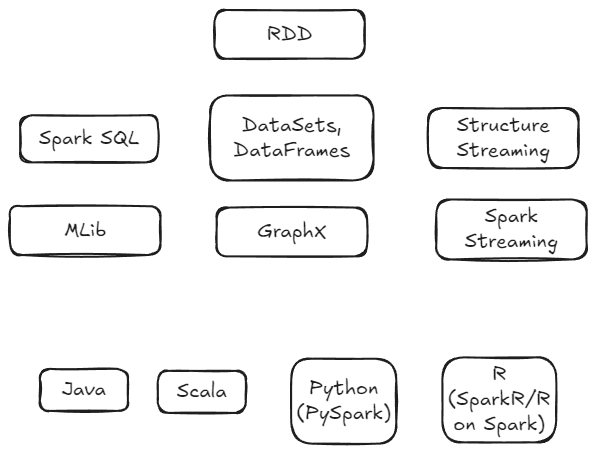 RDD
Spark SQL
DataSets,
DataFrames
Structure
Streaming
MLib
GraphX
Spark
Streaming
Java
Scala
Python
(PySpark)
R
(SparkR/R
on Spark)